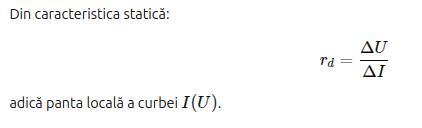 Din caracteristica statică:
r_d = ΔU / ΔI
adică panta locală a curbei I(U).